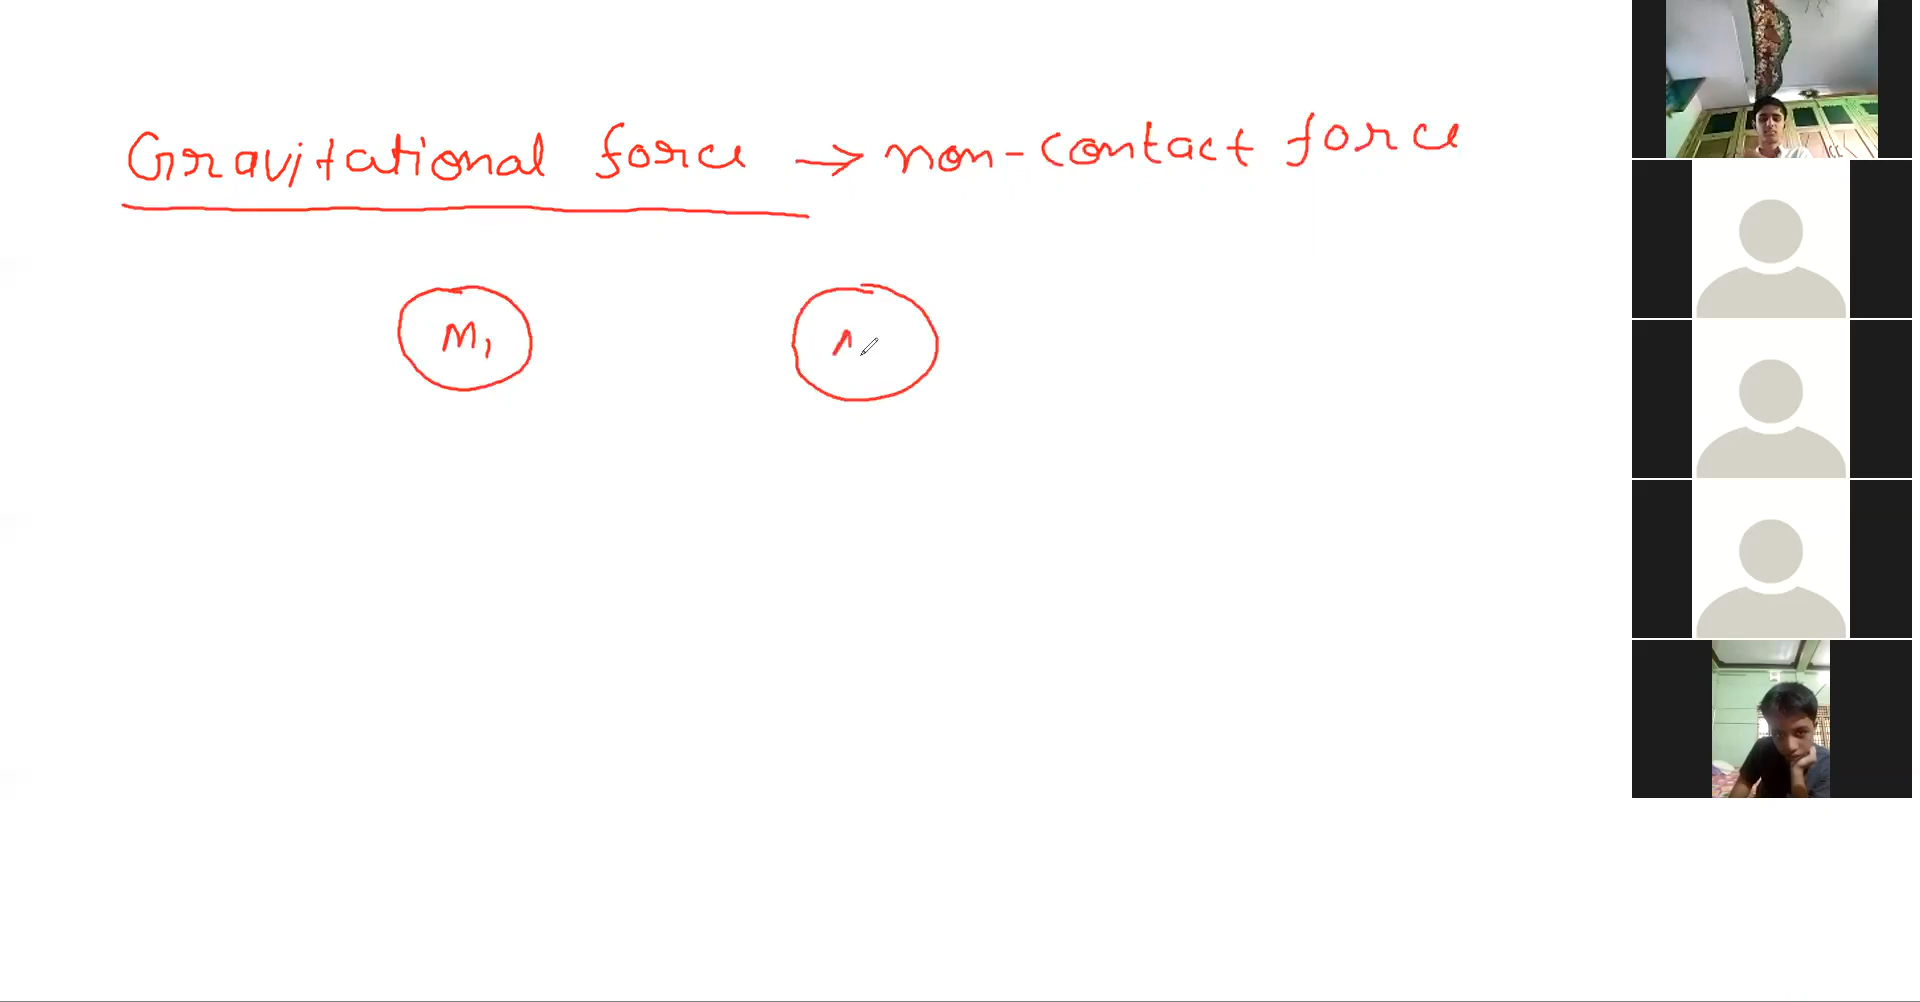 Gravitational force → non-contact force
M₁